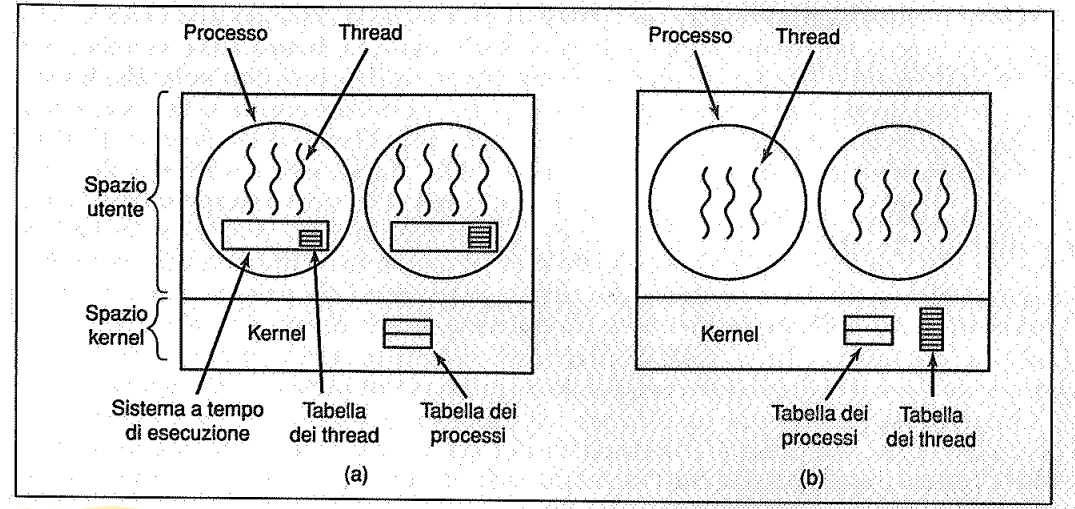 Processo
Thread
Processo
Thread
Spazio
utente
Spazio
kernel
Kernel
Kernel
Sistema a tempo
di esecuzione
Tabella
dei thread
Tabella dei
processi
Tabella dei
processi
Tabella
dei thread
(a)
(b)